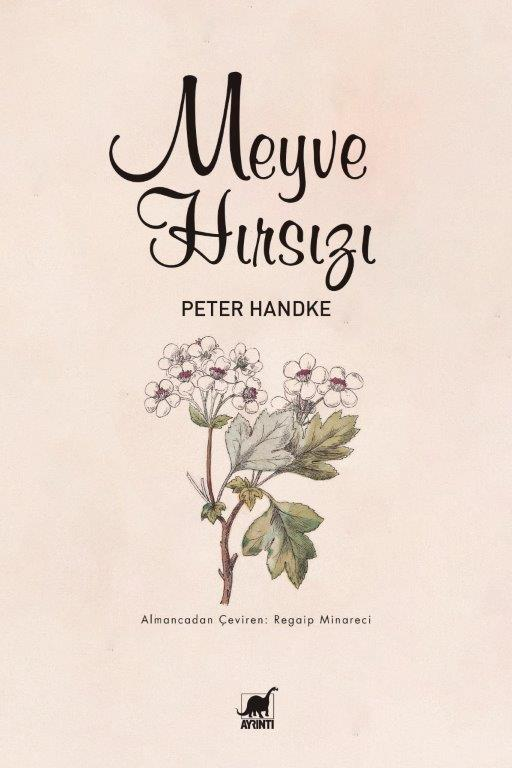 Meyve
Hırsızı
PETER HANDKE
Almancadan Çeviren: Regaip Minareci
AYRINTI